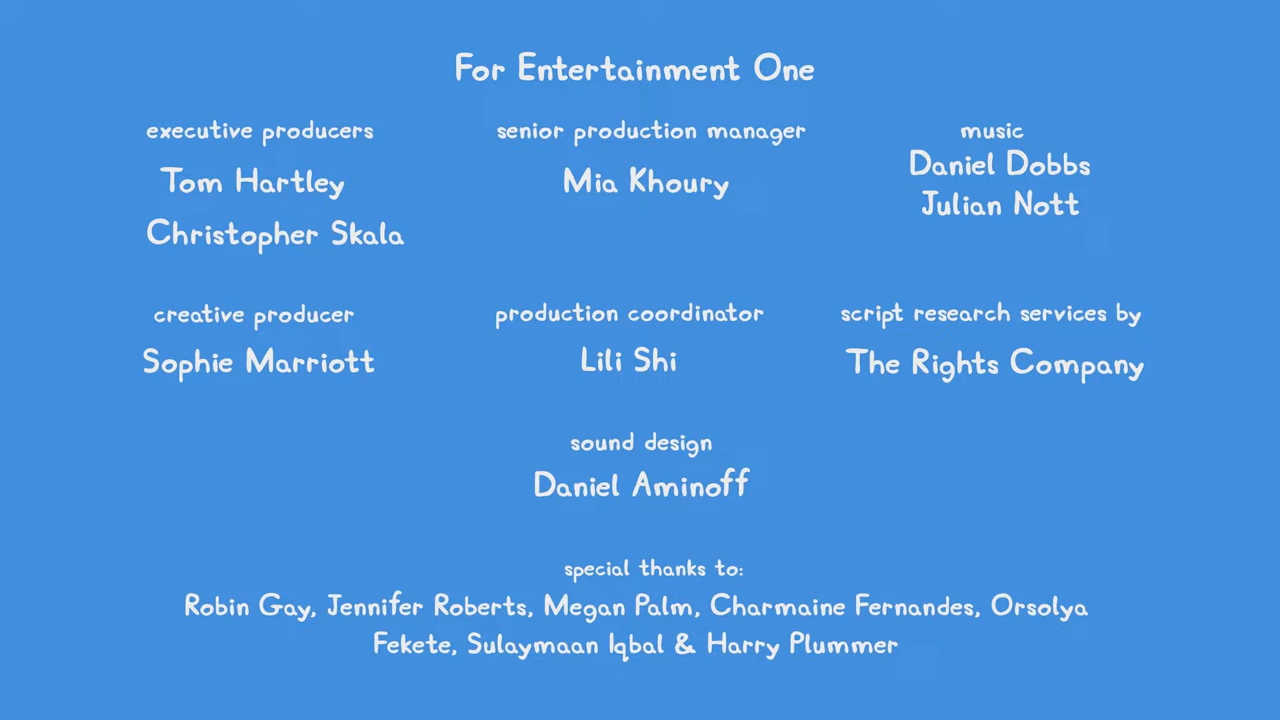 For Entertainment One
executive producers
Tom Hartley
Christopher Skala
senior production manager
Mia Khoury
music
Daniel Dobbs
Julian Nott
creative producer
Sophie Marriott
production coordinator
Lili Shi
script research services by
The Rights Company
sound design
Daniel Aminoff
special thanks to:
Robin Gay, Jennifer Roberts, Megan Palm, Charmaine Fernandes, Orsolya
Fekete, Sulaymaan Iqbal & Harry Plummer